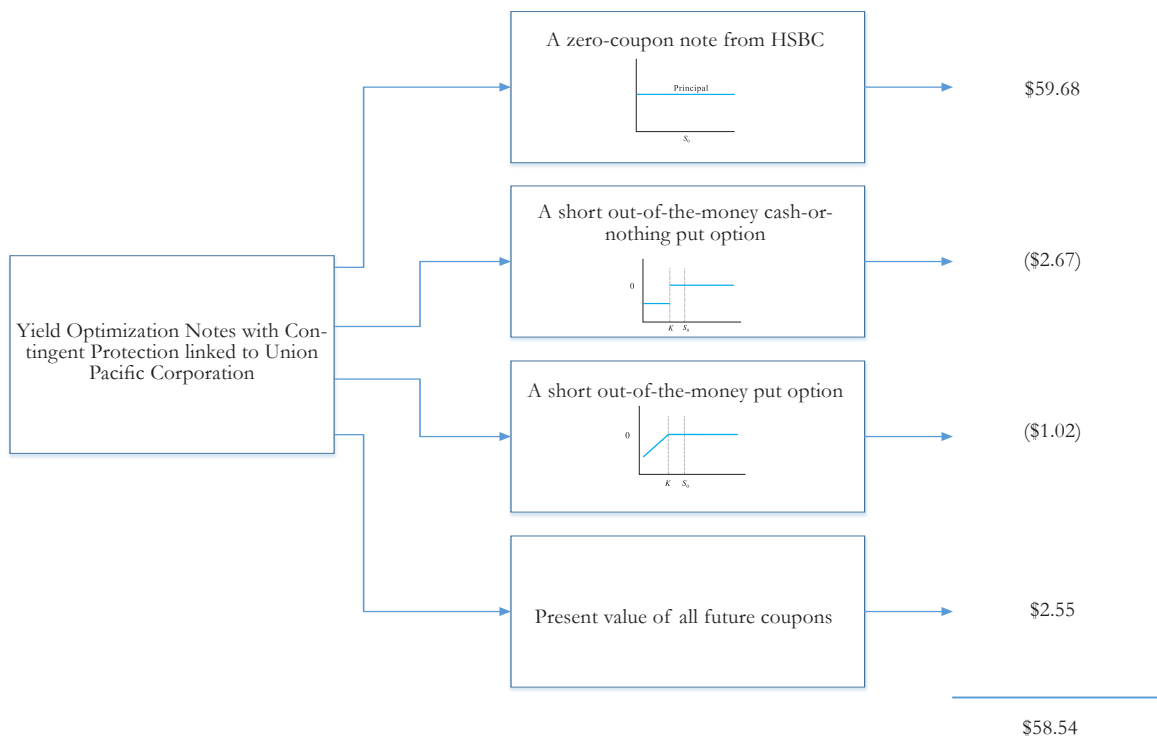 A zero-coupon note from HSBC
Principal
S₀
$59.68
A short out-of-the-money cash-or-
nothing put option
0
K
S₀
($2.67)
Yield Optimization Notes with Con-
tingent Protection linked to Union
Pacific Corporation
A short out-of-the-money put option
0
K
S₀
($1.02)
Present value of all future coupons
$2.55
$58.54